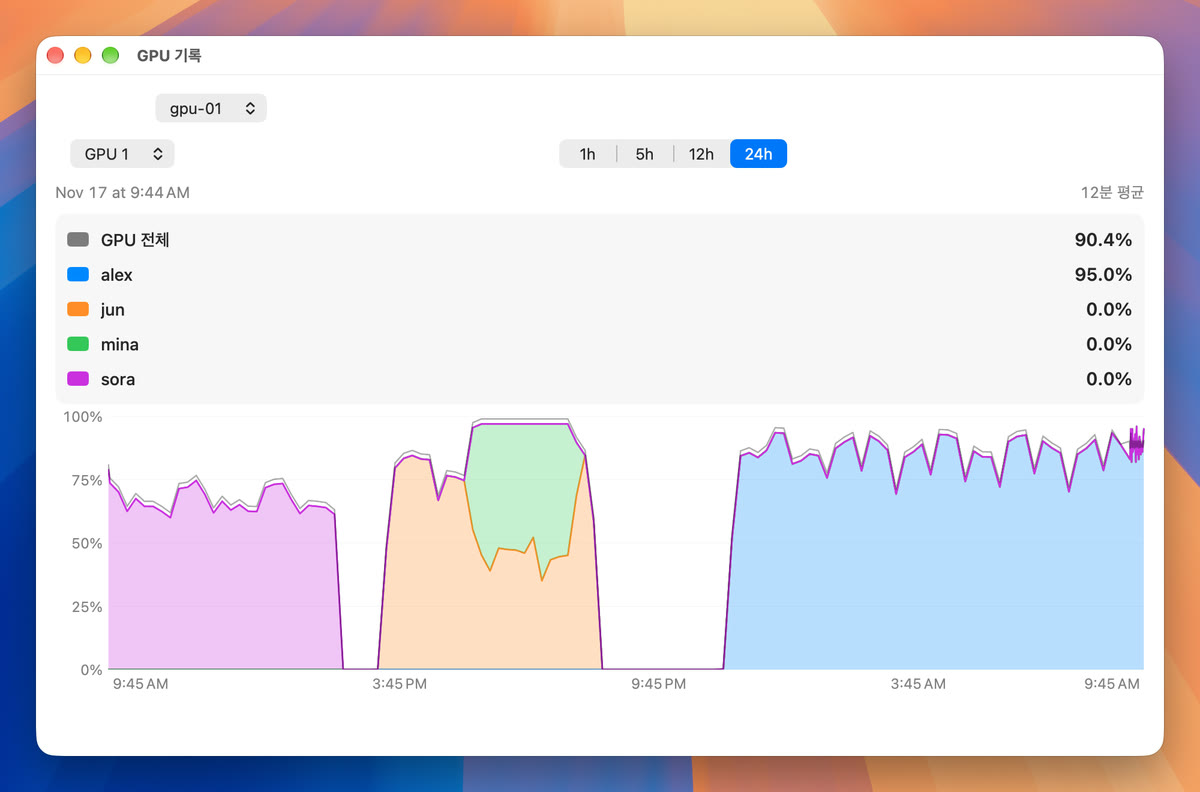 GPU 기록
gpu-01
GPU 1
1h 5h 12h 24h
Nov 17 at 9:44 AM
12분 평균
GPU 전체 90.4%
alex 95.0%
jun 0.0%
mina 0.0%
sora 0.0%
100%
75%
50%
25%
0%
9:45 AM 3:45 PM 9:45 PM 3:45 AM 9:45 AM